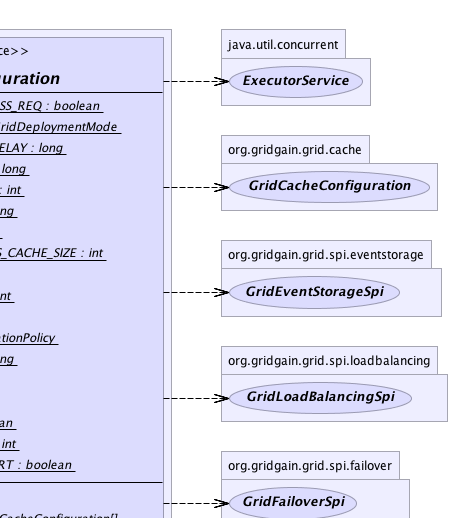 ce>>
uration
SS_REQ : boolean
GridDeploymentMode
ELAY : long
long
: int
ng
S_CACHE_SIZE : int
nt
tionPolicy
ng
an
int
RT : boolean
CacheConfiguration[]
java.util.concurrent
ExecutorService
org.gridgain.grid.cache
GridCacheConfiguration
org.gridgain.grid.spi.eventstorage
GridEventStorageSpi
org.gridgain.grid.spi.loadbalancing
GridLoadBalancingSpi
org.gridgain.grid.spi.failover
GridFailoverSpi